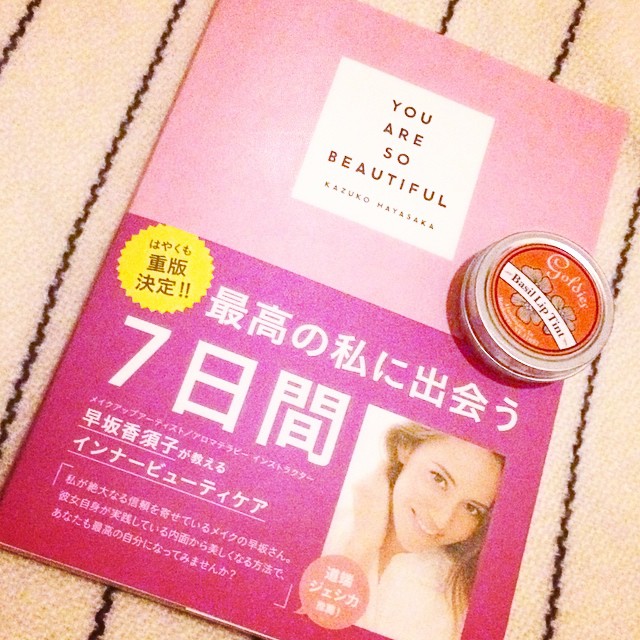 YOU
ARE
SO
BEAUTIFUL
KAZUKO HAYASAKA
はやくも
重版
決定!!
最高の私に出会う
7日間
メイクアップアーティスト/アロマテラピーインストラクター
早坂香須子が教える
インナービューティケア
「私が絶大なる信頼を寄せているメイクの早坂さん。
彼女自身が実践している内面から美しくなる方法で、
あなたも最高の自分になってみませんか?」
道端
ジェシカ
推薦!
Goldies
Basil Lip Tint